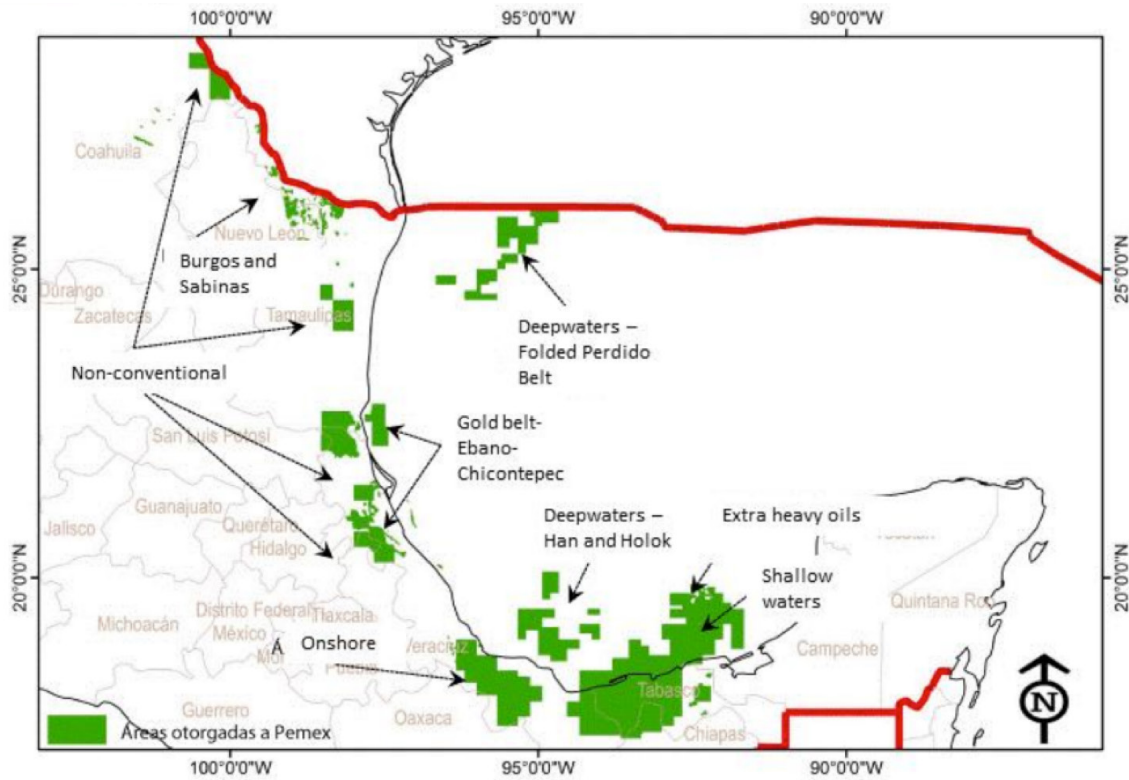 100°0'0"W
95°0'0"W
90°0'0"W
Coahuila
25°0'0"N
25°0'0"N
Nuevo León
Burgos and
Sabinas
Durango
Zacatecas
Tamaulipas
Deepwaters –
Folded Perdido
Belt
Non-conventional
San Luis Potosí
Gold belt-
Ebano-
Chicontepec
Guanajuato
Jalisco
Querétaro
Hidalgo
Deepwaters –
Han and Holok
Extra heavy oils
Shallow
waters
20°0'0"N
20°0'0"N
Quintana Roo
Michoacán
Distrito Federal
Tlaxcala
México
Mor
Puebla
Veracruz
Campeche
Á
Onshore
Tabasco
Guerrero
Oaxaca
Chiapas
N
Áreas otorgadas a Pemex
100°0'0"W
95°0'0"W
90°0'0"W